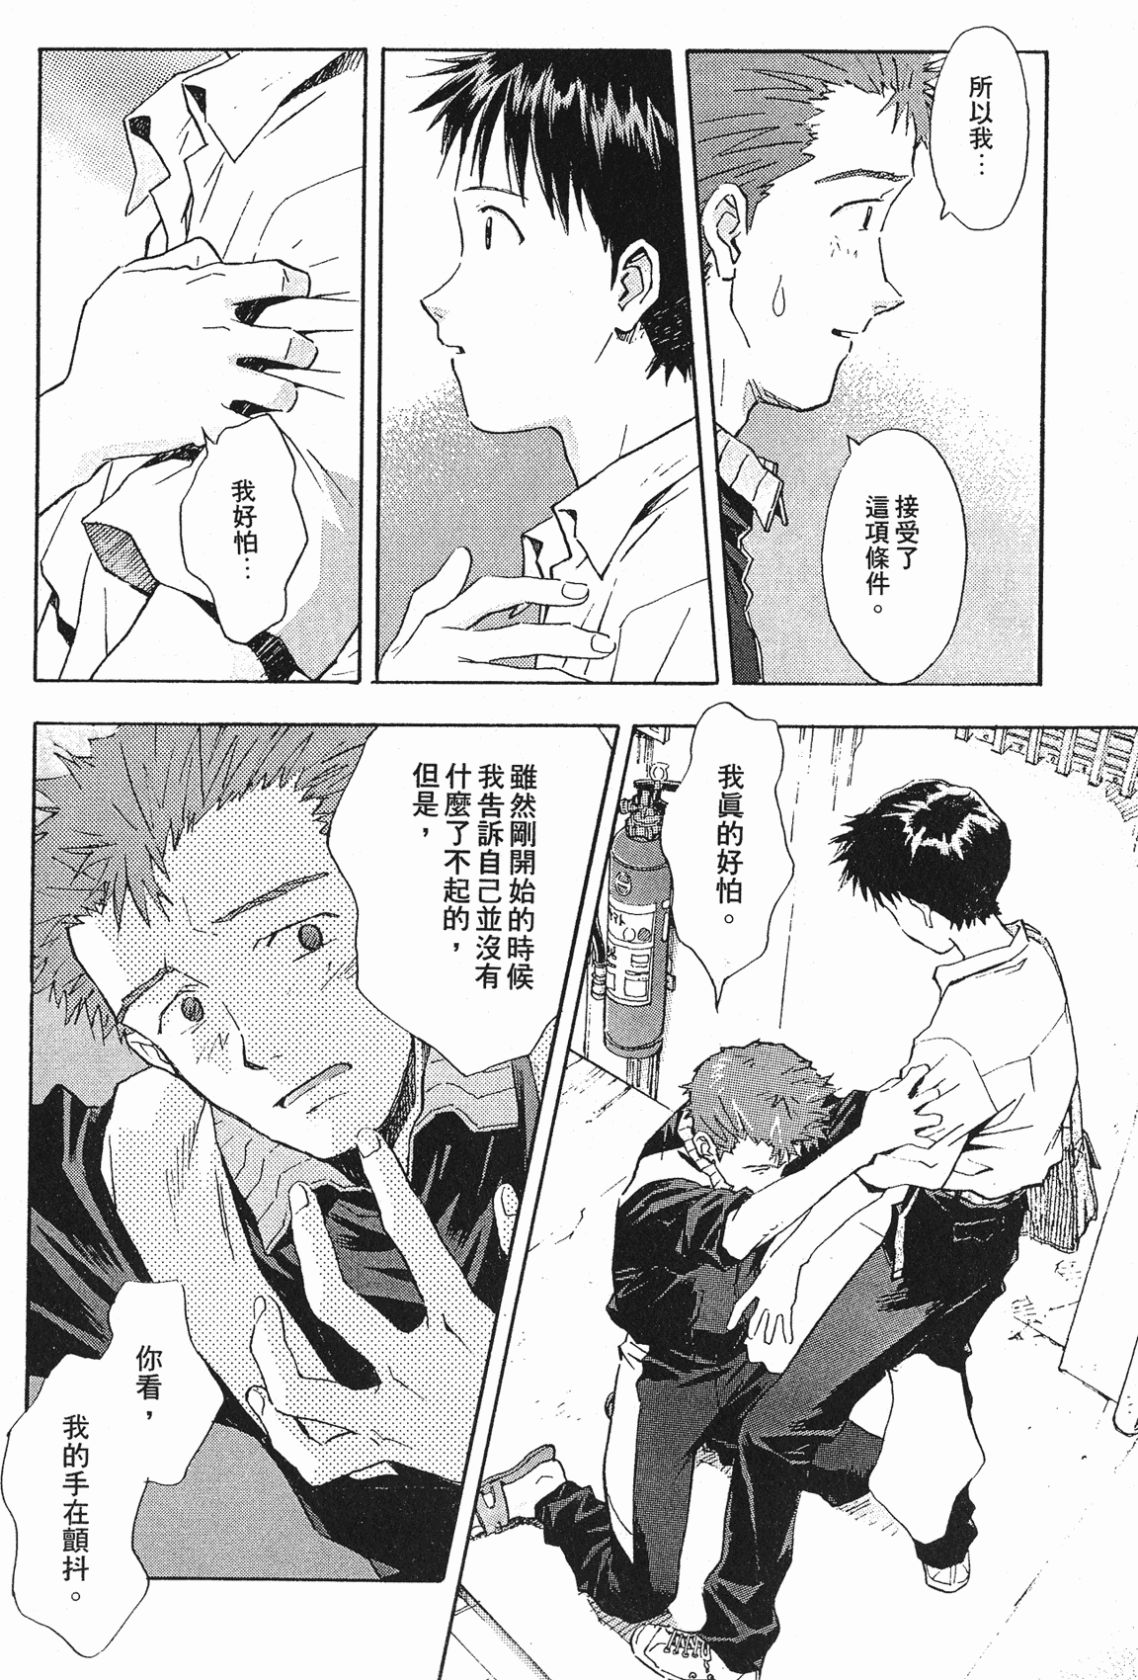 所以我…
接受了
這項條件。
我好怕…
我真的好怕。
雖然剛開始的時候
我告訴自己並沒有
什麼了不起的，
但是，
你看，
我的手在顫抖。